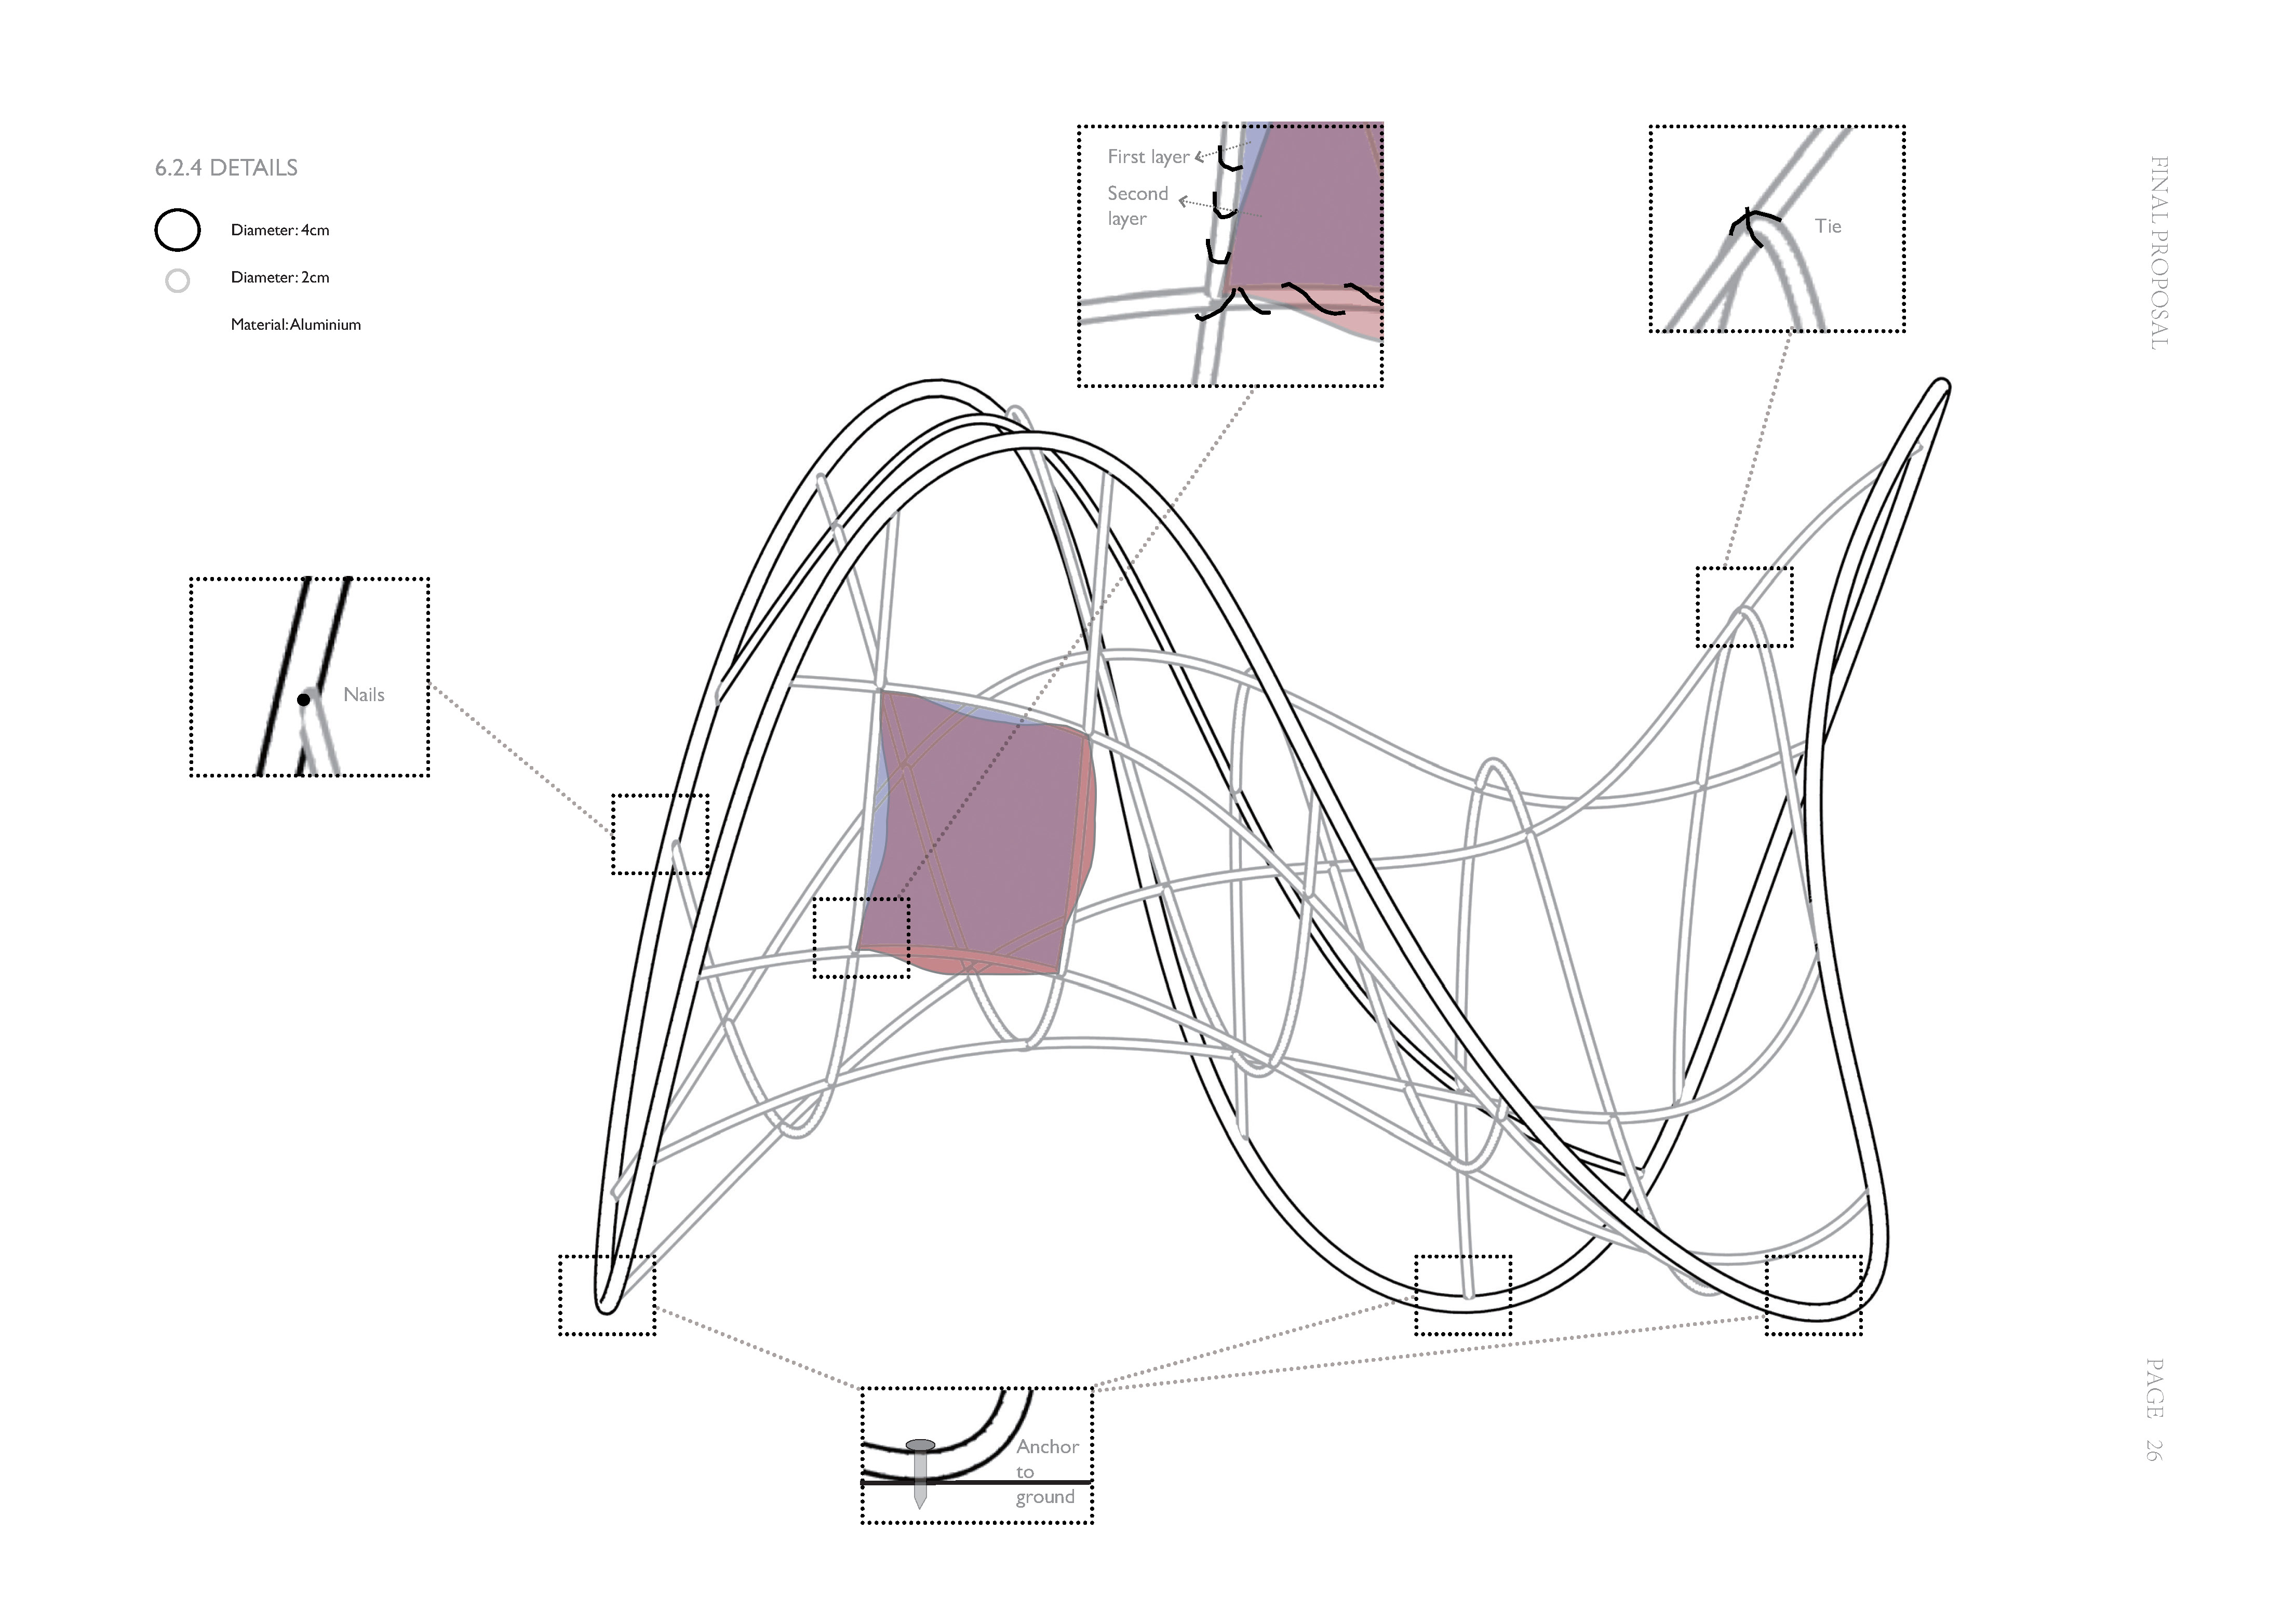 6.2.4 DETAILS
Diameter: 4cm
Diameter: 2cm
Material: Aluminium
First layer
Second
layer
Tie
Nails
Anchor
to
ground
FINAL PROPOSAL
PAGE 26